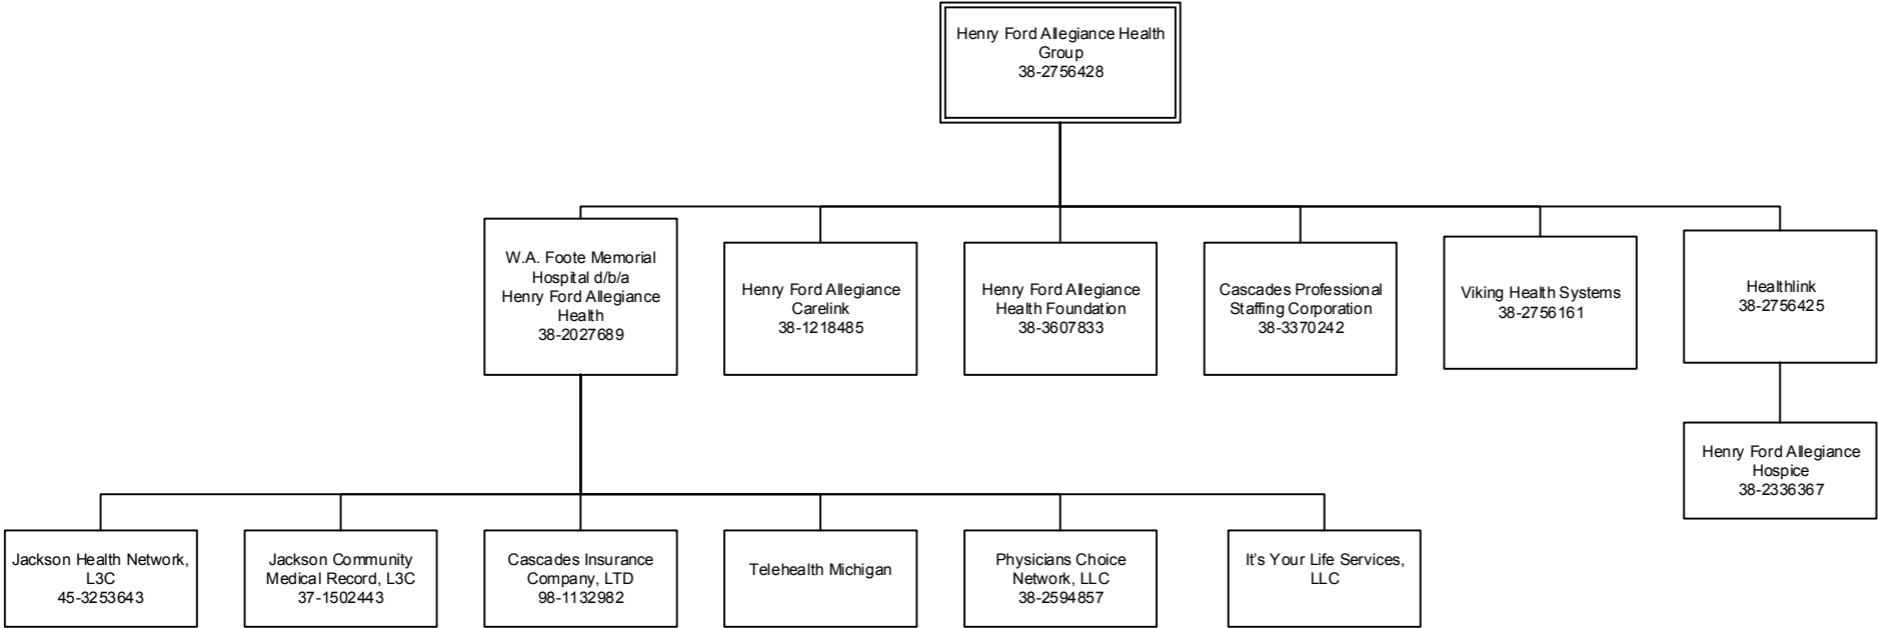 Henry Ford Allegiance Health
Group
38-2756428
W.A. Foote Memorial
Hospital d/b/a
Henry Ford Allegiance
Health
38-2027689
Henry Ford Allegiance
Carelink
38-1218485
Henry Ford Allegiance
Health Foundation
38-3607833
Cascades Professional
Staffing Corporation
38-3370242
Viking Health Systems
38-2756161
Healthlink
38-2756425
Henry Ford Allegiance
Hospice
38-2336367
Jackson Health Network,
L3C
45-3253643
Jackson Community
Medical Record, L3C
37-1502443
Cascades Insurance
Company, LTD
98-1132982
Telehealth Michigan
Physicians Choice
Network, LLC
38-2594857
It's Your Life Services,
LLC